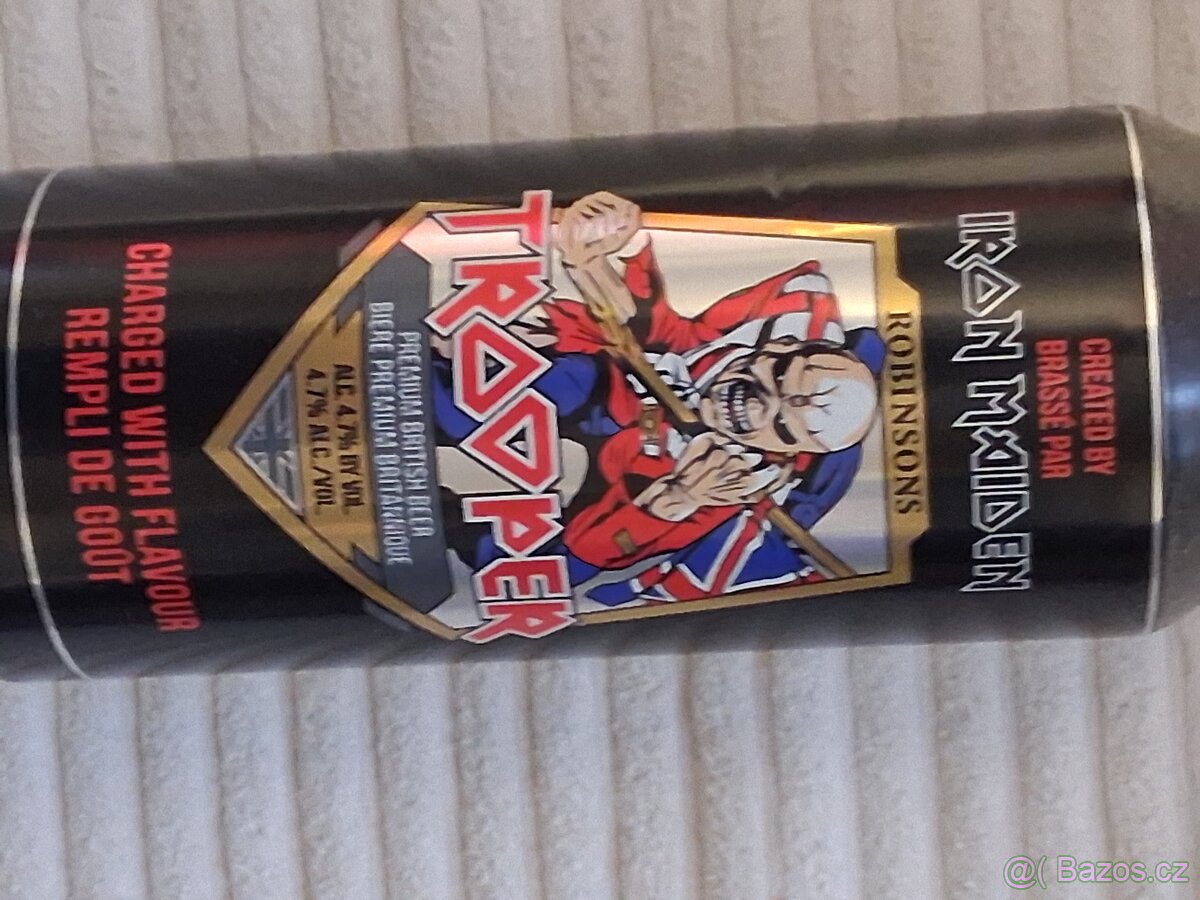 CREATED BY
BRASSÉ PAR
IRON MAIDEN
ROBINSONS
TROOPER
PREMIUM BRITISH BEER
BIÈRE PREMIUM BRITANNIQUE
ALC 4.7% BY VOL.
4.7% ALC./VOL.
CHARGED WITH FLAVOUR
REMPLI DE GOÛT
@( Bazos.cz